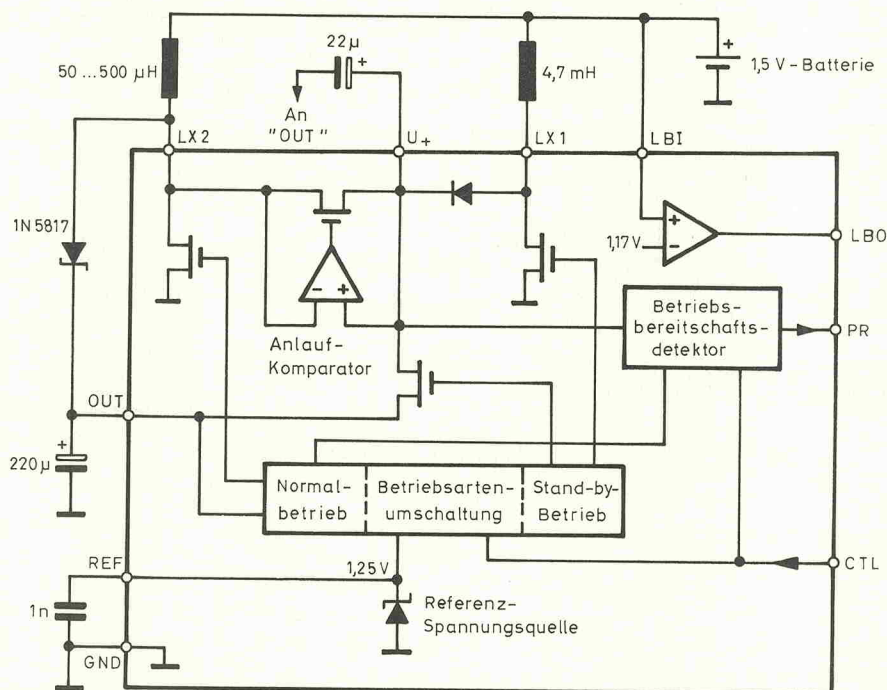 22µ
+
50 ... 500 µH
An
"OUT"
4,7 mH
+
1,5 V-Batterie
LX2
U+
LX1
LBI
1N5817
+
1,17V
−
LBO
− +
Anlauf-
Komparator
Betriebs-
bereitschafts-
detektor
PR
OUT
+
220µ
Normal-
betrieb
Betriebsarten-
umschaltung
Stand-by-
Betrieb
REF
1,25V
CTL
1n
Referenz-
Spannungsquelle
GND